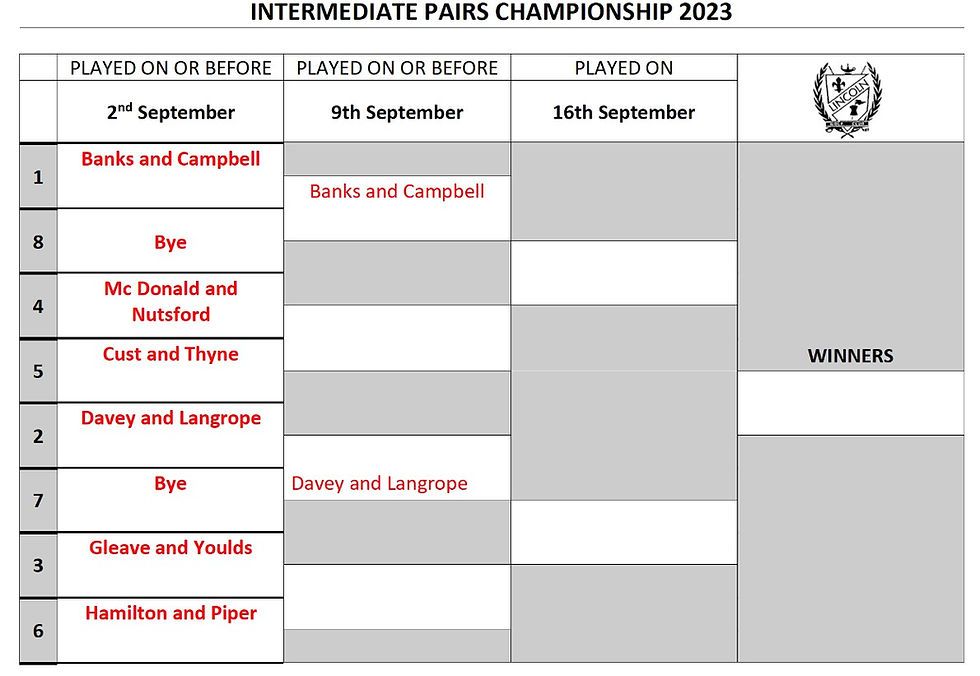 INTERMEDIATE PAIRS CHAMPIONSHIP 2023
PLAYED ON OR BEFORE
PLAYED ON OR BEFORE
PLAYED ON
2nd September
9th September
16th September
LINCOLN
1
Banks and Campbell
Banks and Campbell
8
Bye
4
Mc Donald and
Nutsford
5
Cust and Thyne
WINNERS
2
Davey and Langrope
7
Bye
Davey and Langrope
3
Gleave and Youlds
6
Hamilton and Piper